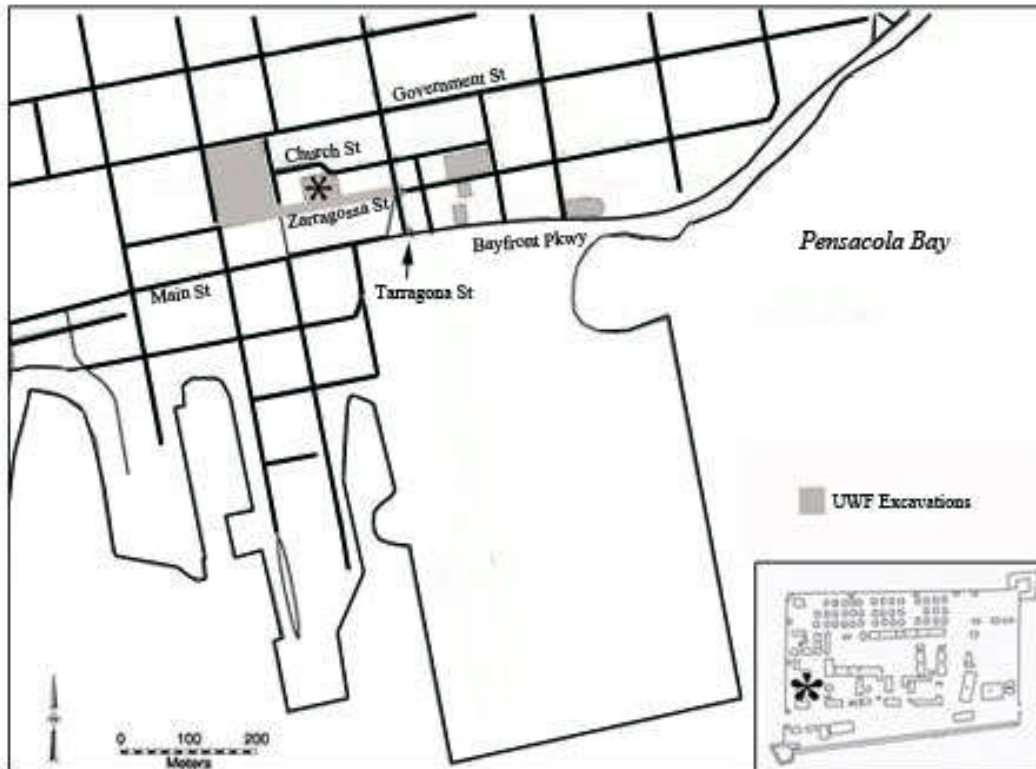 Government St
Church St
Zarragossa St
Bayfront Pkwy
Pensacola Bay
Main St
Tarragona St
UWF Excavations
0 100 200
Meters